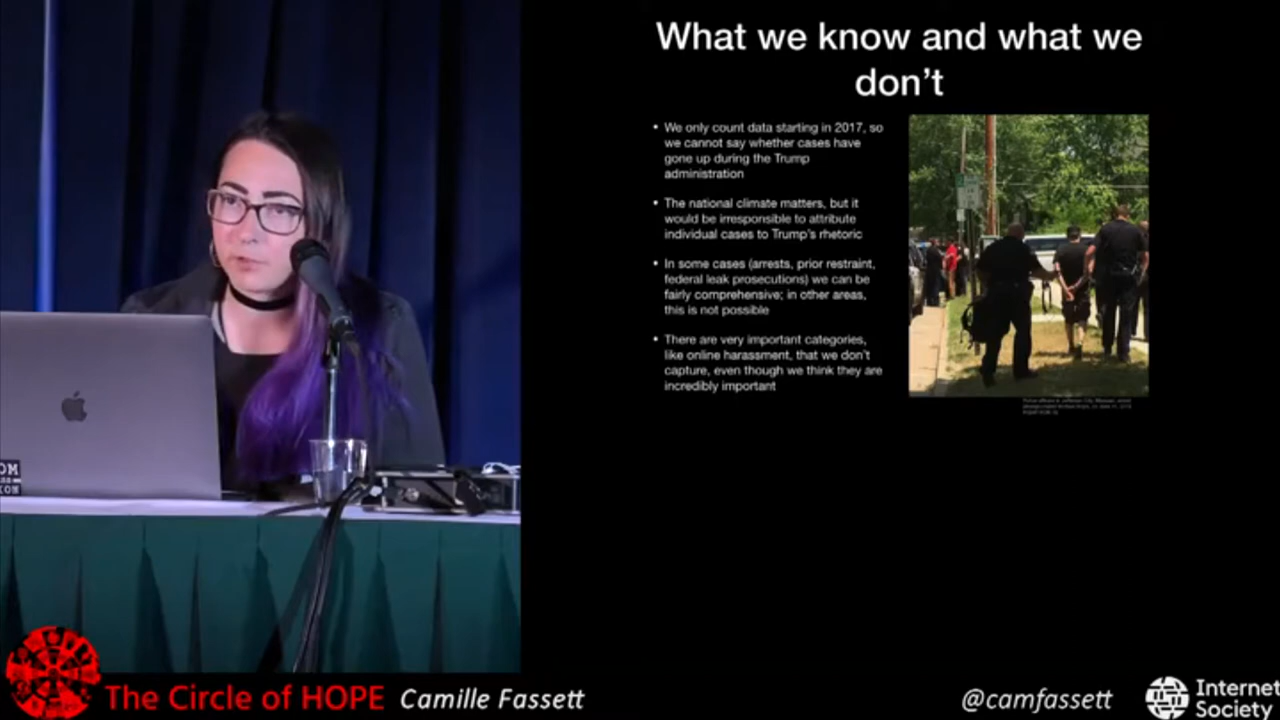 What we know and what we
don't
• We only count data starting in 2017, so
we cannot say whether cases have
gone up during the Trump
administration
• The national climate matters, but it
would be irresponsible to attribute
individual cases to Trump's rhetoric
• In some cases (arrests, prior restraint,
federal leak prosecutions) we can be
fairly comprehensive; in other areas,
this is not possible
• There are very important categories,
like online harassment, that we don't
capture, even though we think they are
incredibly important
The Circle of HOPE
Camille Fassett
@camfassett
Internet
Society